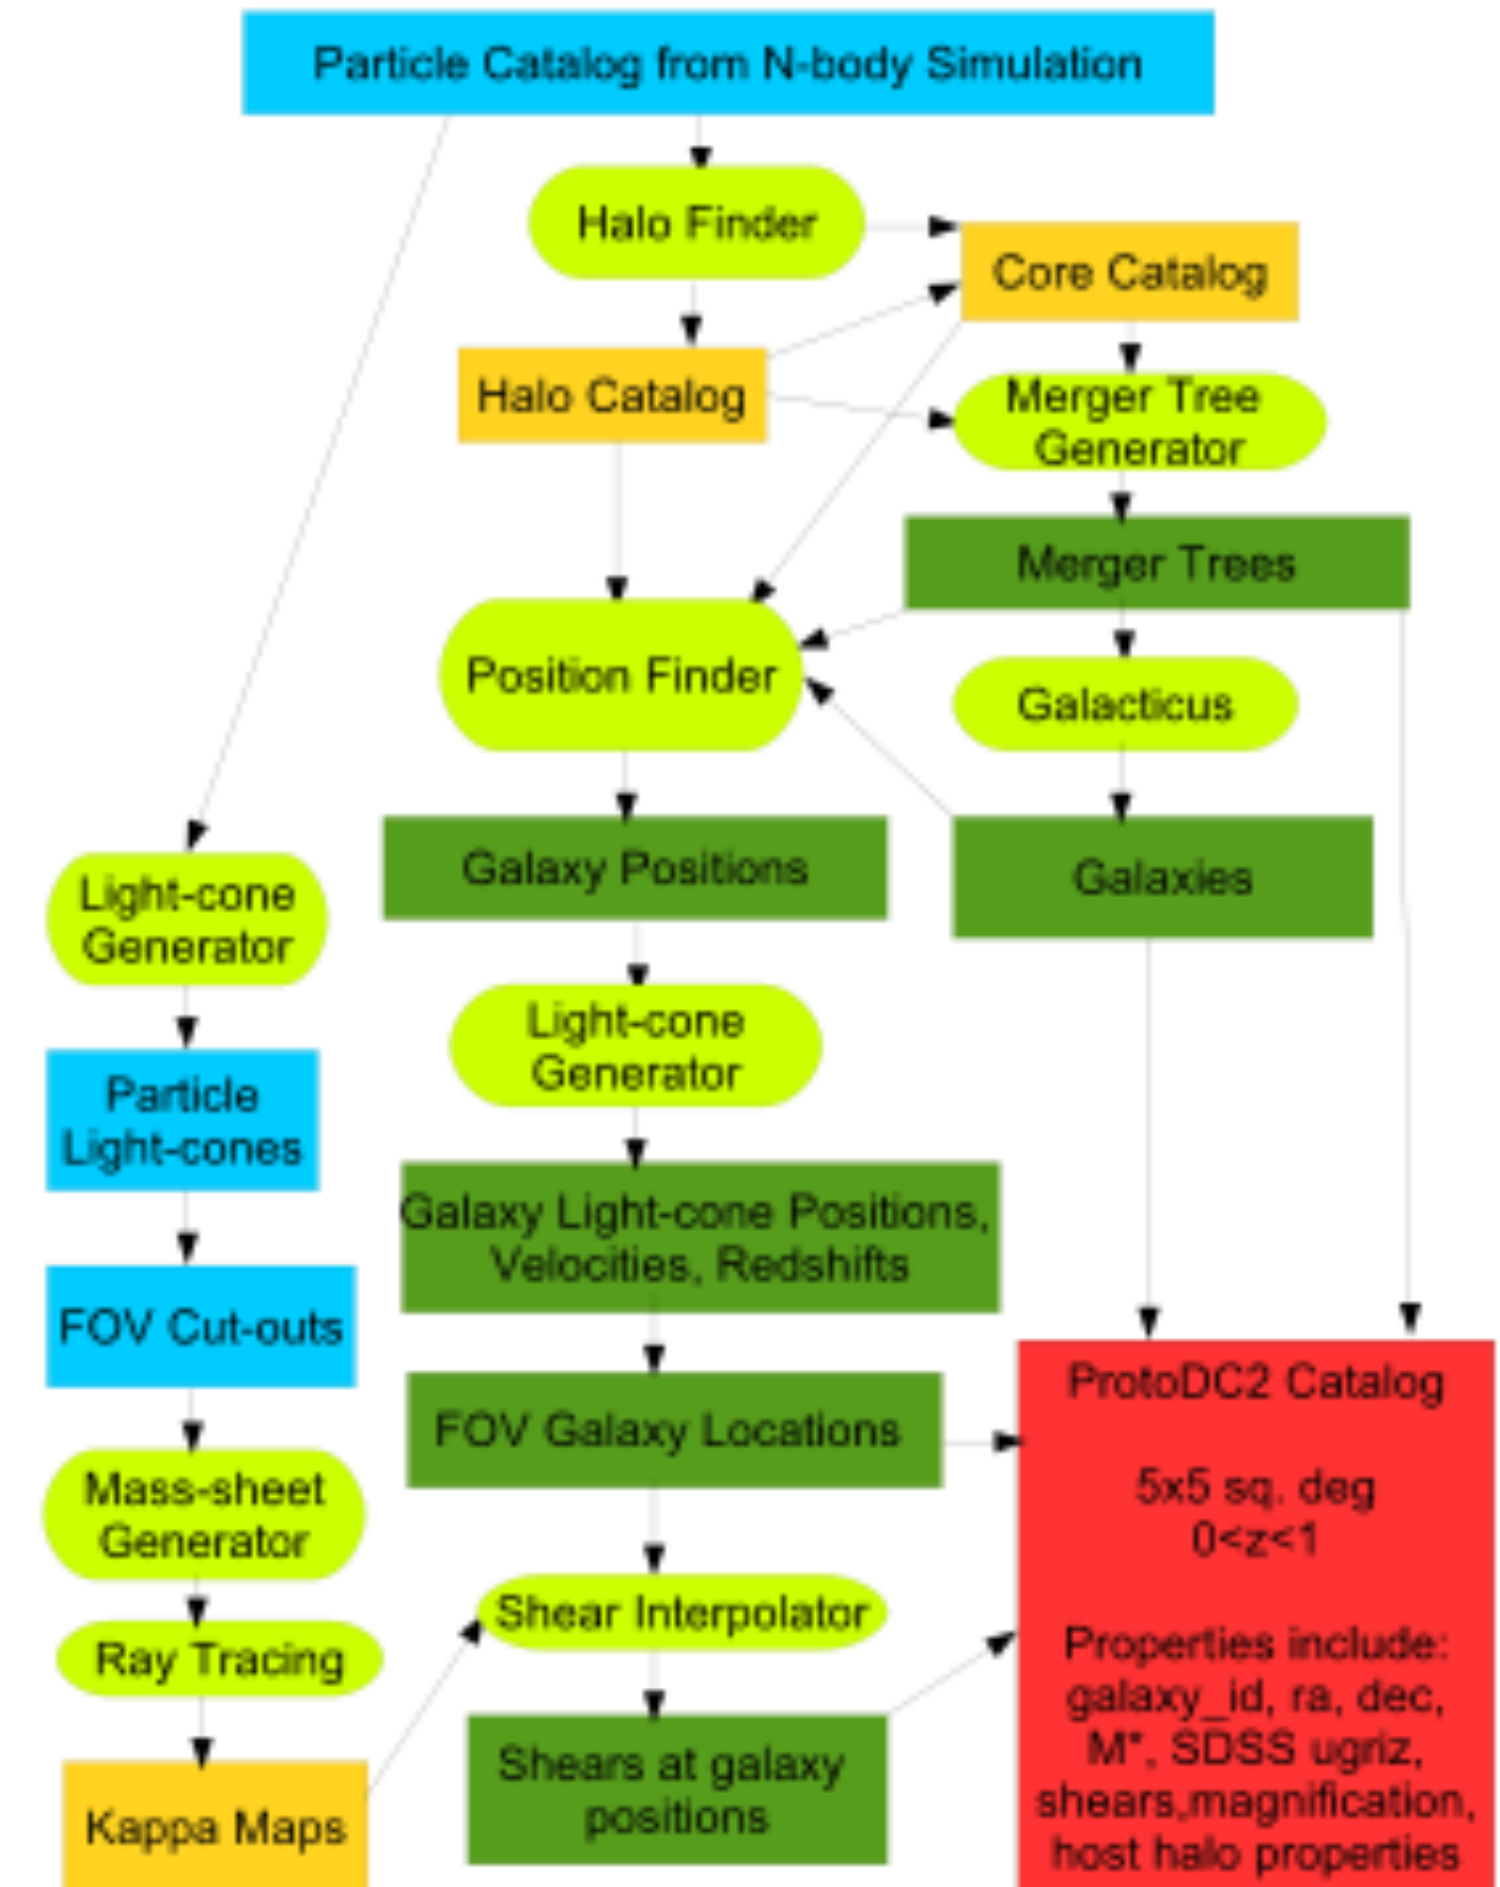 Particle Catalog from N-body Simulation
Halo Finder
Core Catalog
Halo Catalog
Merger Tree
Generator
Merger Trees
Position Finder
Galacticus
Galaxy Positions
Galaxies
Light-cone
Generator
Light-cone
Generator
Particle
Light-cones
Galaxy Light-cone Positions,
Velocities, Redshifts
FOV Cut-outs
FOV Galaxy Locations
Mass-sheet
Generator
Shear Interpolator
Ray Tracing
Shears at galaxy
positions
Kappa Maps
ProtoDC2 Catalog
5x5 sq. deg
0<z<1
Properties include:
galaxy_id, ra, dec,
M*, SDSS ugriz,
shears,magnification,
host halo properties